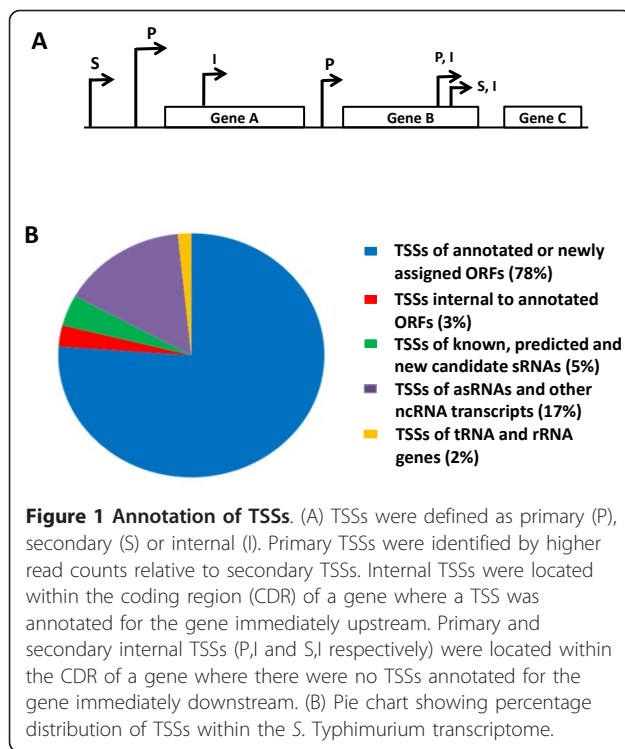 A
S
P
I
P
P, I
S, I
Gene A
Gene B
Gene C
B
TSSs of annotated or newly
assigned ORFs (78%)
TSSs internal to annotated
ORFs (3%)
TSSs of known, predicted and
new candidate sRNAs (5%)
TSSs of asRNAs and other
ncRNA transcripts (17%)
TSSs of tRNA and rRNA
genes (2%)
Figure 1 Annotation of TSSs. (A) TSSs were defined as primary (P),
secondary (S) or internal (I). Primary TSSs were identified by higher
read counts relative to secondary TSSs. Internal TSSs were located
within the coding region (CDR) of a gene where a TSS was
annotated for the gene immediately upstream. Primary and
secondary internal TSSs (P,I and S,I respectively) were located within
the CDR of a gene where there were no TSSs annotated for the
gene immediately downstream. (B) Pie chart showing percentage
distribution of TSSs within the S. Typhimurium transcriptome.